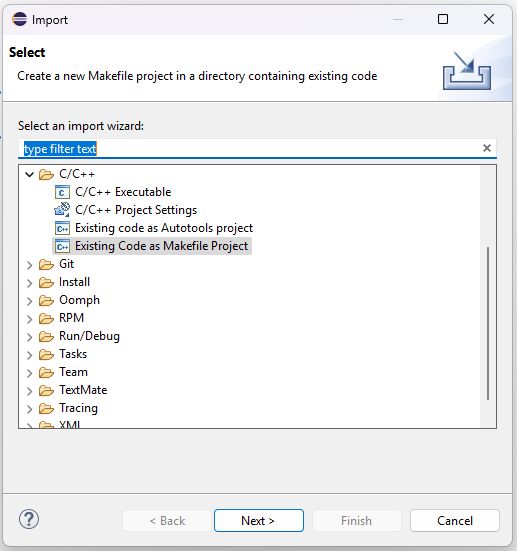 Import
Select
Create a new Makefile project in a directory containing existing code
Select an import wizard:
type filter text
C/C++
C/C++ Executable
C/C++ Project Settings
Existing code as Autotools project
Existing Code as Makefile Project
Git
Install
Oomph
RPM
Run/Debug
Tasks
Team
TextMate
Tracing
XML
< Back
Next >
Finish
Cancel